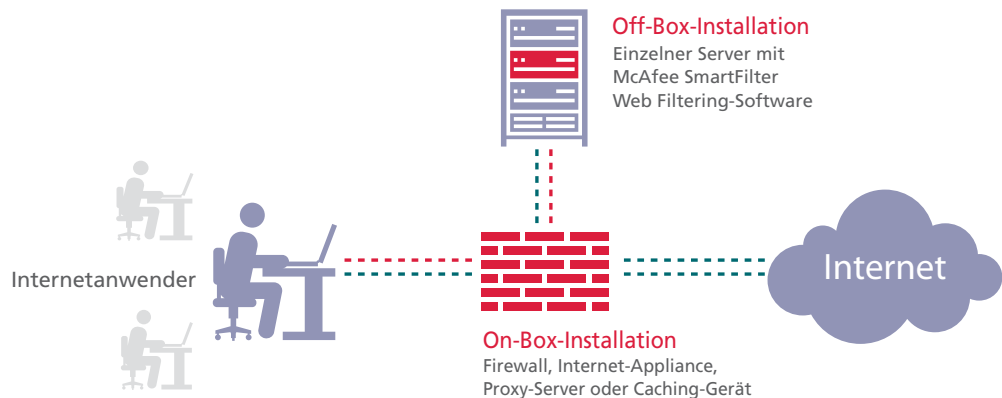 Off-Box-Installation
Einzelner Server mit
McAfee SmartFilter
Web Filtering-Software
Internetanwender
Internet
On-Box-Installation
Firewall, Internet-Appliance,
Proxy-Server oder Caching-Gerät